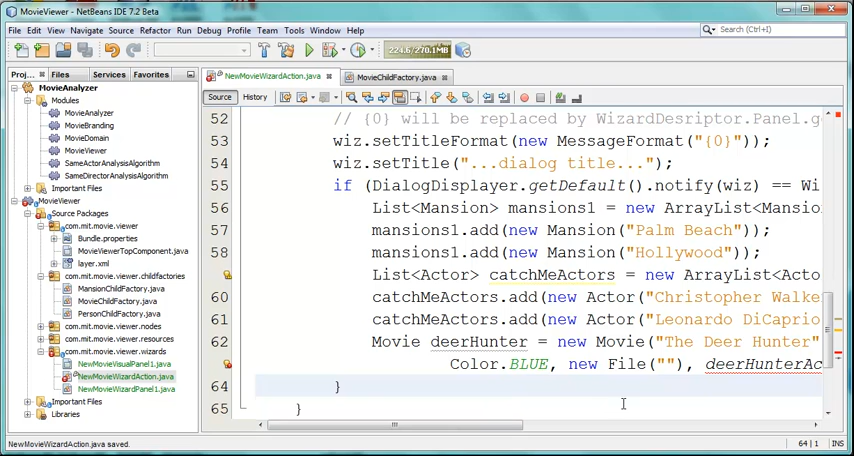 MovieViewer - NetBeans IDE 7.2 Beta
File Edit View Navigate Source Refactor Run Debug Profile Team Tools Window Help
Search (Ctrl+I)
224.6/270.1MB
Proj... Files Services Favorites
NewMovieWizardAction.java MovieChildFactory.java
Source History
MovieAnalyzer
Modules
MovieAnalyzer
MovieBranding
MovieDomain
MovieViewer
SameActorAnalysisAlgorithm
SameDirectorAnalysisAlgorithm
Important Files
MovieViewer
Source Packages
com.mit.movie.viewer
Bundle.properties
MovieViewerTopComponent.java
layer.xml
com.mit.movie.viewer.childfactories
MansionChildFactory.java
MovieChildFactory.java
PersonChildFactory.java
com.mit.movie.viewer.nodes
com.mit.movie.viewer.resources
com.mit.movie.viewer.wizards
NewMovieVisualPanel1.java
NewMovieWizardAction.java
NewMovieWizardPanel1.java
Important Files
Libraries
52 // {0} will be replaced by WizardDesriptor.Panel.ge
53 wiz.setTitleFormat(new MessageFormat("{0}"));
54 wiz.setTitle("...dialog title...");
55 if (DialogDisplayer.getDefault().notify(wiz) == Wi
56 List<Mansion> mansions1 = new ArrayList<Mansio
57 mansions1.add(new Mansion("Palm Beach"));
58 mansions1.add(new Mansion("Hollywood"));
List<Actor> catchMeActors = new ArrayList<Acto
60 catchMeActors.add(new Actor("Christopher Walke
61 catchMeActors.add(new Actor("Leonardo DiCaprio
62 Movie deerHunter = new Movie("The Deer Hunter"
Color.BLUE, new File(""), deerHunterAc
64 }
65 }
NewMovieWizardAction.java saved.
64 | 1 INS